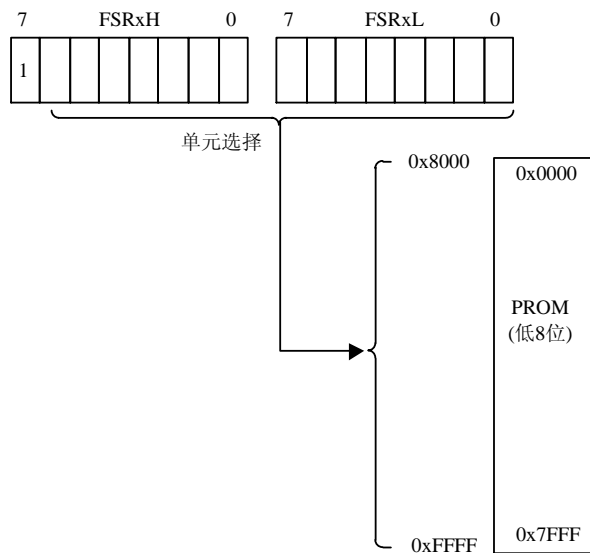 7 FSRxH 0 7 FSRxL 0
1
单元选择
0x8000 0x0000
PROM
(低8位)
0xFFFF 0x7FFF